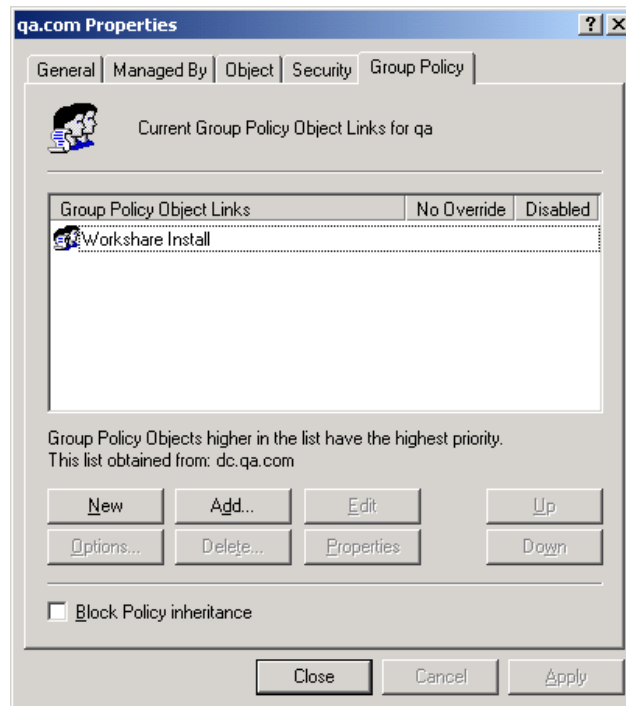 qa.com Properties
General Managed By Object Security Group Policy
Current Group Policy Object Links for qa
Group Policy Object Links No Override Disabled
Workshare Install
Group Policy Objects higher in the list have the highest priority.
This list obtained from: dc.qa.com
New Add... Edit Up
Options... Delete... Properties Down
Block Policy inheritance
Close Cancel Apply